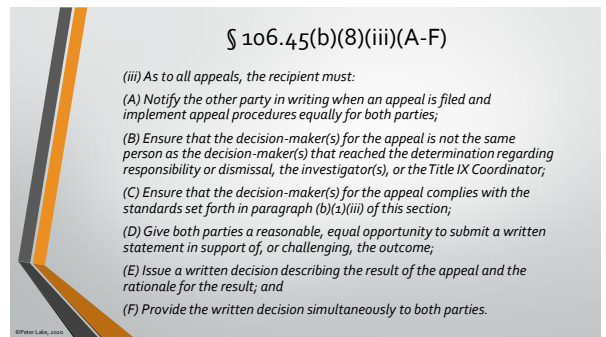 § 106.45(b)(8)(iii)(A-F)
(iii) As to all appeals, the recipient must:
(A) Notify the other party in writing when an appeal is filed and
implement appeal procedures equally for both parties;
(B) Ensure that the decision-maker(s) for the appeal is not the same
person as the decision-maker(s) that reached the determination regarding
responsibility or dismissal, the investigator(s), or the Title IX Coordinator;
(C) Ensure that the decision-maker(s) for the appeal complies with the
standards set forth in paragraph (b)(1)(iii) of this section;
(D) Give both parties a reasonable, equal opportunity to submit a written
statement in support of, or challenging, the outcome;
(E) Issue a written decision describing the result of the appeal and the
rationale for the result; and
(F) Provide the written decision simultaneously to both parties.
©Peter Lake, 2020